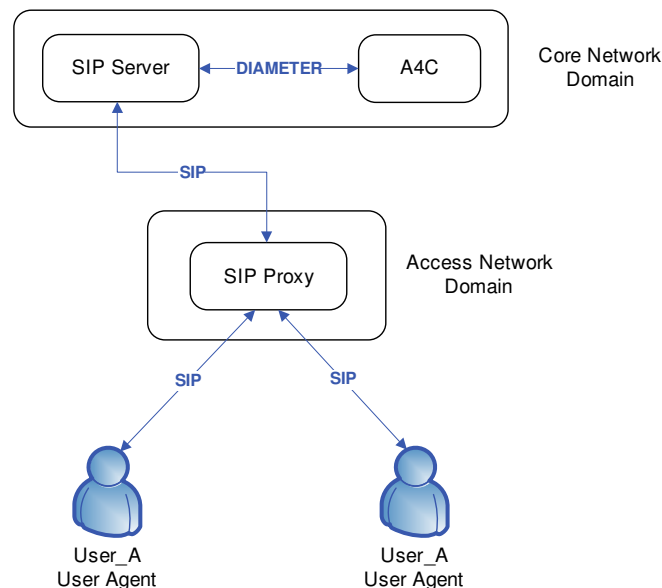 SIP Server
DIAMETER
A4C
Core Network
Domain
SIP
SIP Proxy
Access Network
Domain
SIP
SIP
User_A
User Agent
User_A
User Agent